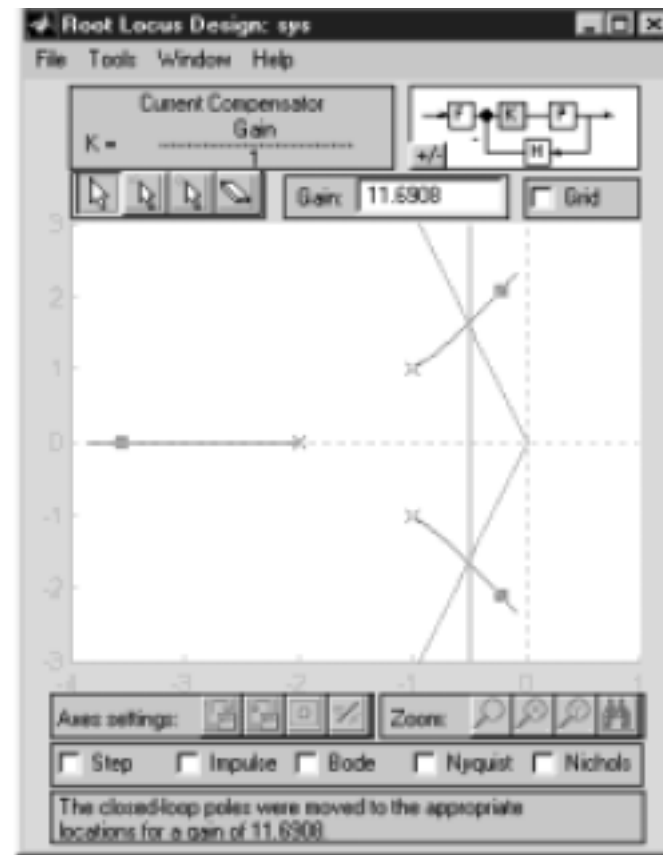 Root Locus Design: sys
File Tools Window Help
Current Compensator
Gain
K =
1
F K P
H
+/-
Gain: 11.6908
Grid
3
2
1
0
-1
-2
-3
-4 -3 -2 -1 0 1
Axes settings:
Zoom:
Step Impulse Bode Nyquist Nichols
The closed-loop poles were moved to the appropriate
locations for a gain of 11.6908.